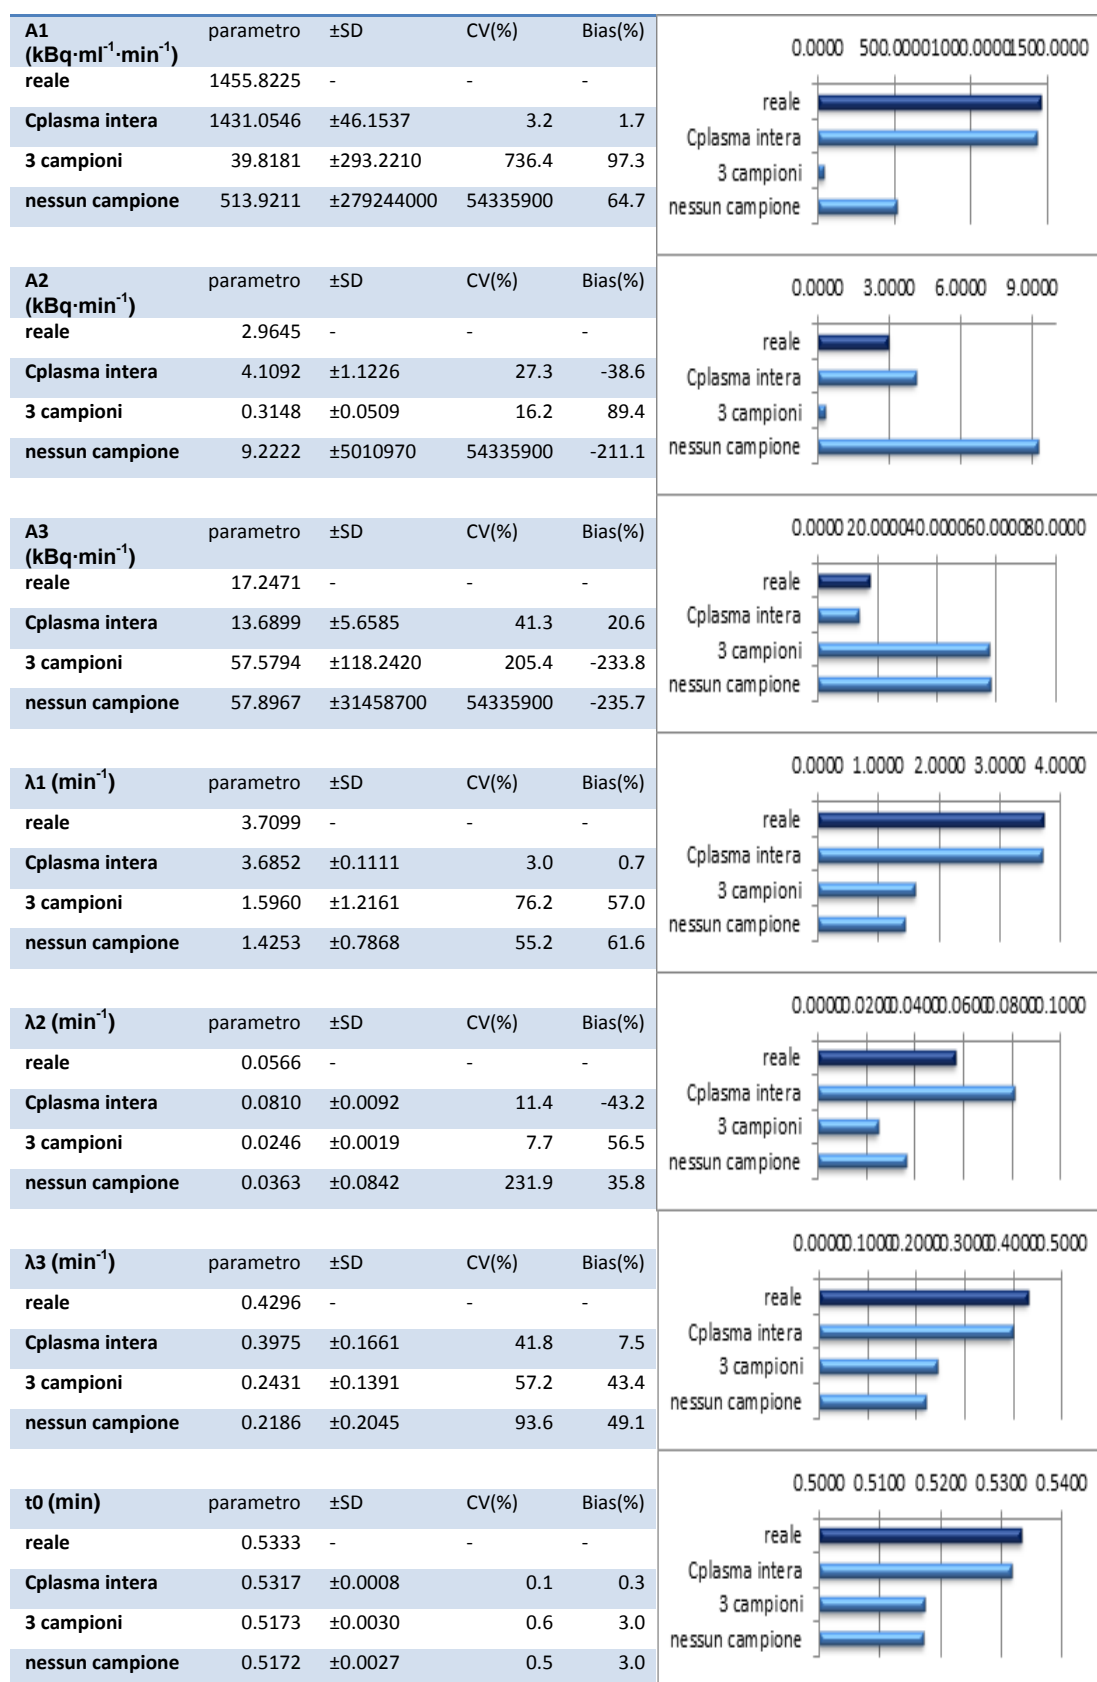 A1 parametro ±SD CV(%) Bias(%)
(kBq·ml-1·min-1)
reale 1455.8225 - - -
Cplasma intera 1431.0546 ±46.1537 3.2 1.7
3 campioni 39.8181 ±293.2210 736.4 97.3
nessun campione 513.9211 ±279244000 54335900 64.7
0.0000 500.0000 1000.0000 1500.0000
reale
Cplasma intera
3 campioni
nessun campione
A2 parametro ±SD CV(%) Bias(%)
(kBq·min-1)
reale 2.9645 - - -
Cplasma intera 4.1092 ±1.1226 27.3 -38.6
3 campioni 0.3148 ±0.0509 16.2 89.4
nessun campione 9.2222 ±5010970 54335900 -211.1
0.0000 3.0000 6.0000 9.0000
reale
Cplasma intera
3 campioni
nessun campione
A3 parametro ±SD CV(%) Bias(%)
(kBq·min-1)
reale 17.2471 - - -
Cplasma intera 13.6899 ±5.6585 41.3 20.6
3 campioni 57.5794 ±118.2420 205.4 -233.8
nessun campione 57.8967 ±31458700 54335900 -235.7
0.0000 20.0000 40.0000 60.0000 80.0000
reale
Cplasma intera
3 campioni
nessun campione
λ1 (min-1) parametro ±SD CV(%) Bias(%)
reale 3.7099 - - -
Cplasma intera 3.6852 ±0.1111 3.0 0.7
3 campioni 1.5960 ±1.2161 76.2 57.0
nessun campione 1.4253 ±0.7868 55.2 61.6
0.0000 1.0000 2.0000 3.0000 4.0000
reale
Cplasma intera
3 campioni
nessun campione
λ2 (min-1) parametro ±SD CV(%) Bias(%)
reale 0.0566 - - -
Cplasma intera 0.0810 ±0.0092 11.4 -43.2
3 campioni 0.0246 ±0.0019 7.7 56.5
nessun campione 0.0363 ±0.0842 231.9 35.8
0.0000 0.0200 0.0400 0.0600 0.0800 0.1000
reale
Cplasma intera
3 campioni
nessun campione
λ3 (min-1) parametro ±SD CV(%) Bias(%)
reale 0.4296 - - -
Cplasma intera 0.3975 ±0.1661 41.8 7.5
3 campioni 0.2431 ±0.1391 57.2 43.4
nessun campione 0.2186 ±0.2045 93.6 49.1
0.0000 0.1000 0.2000 0.3000 0.4000 0.5000
reale
Cplasma intera
3 campioni
nessun campione
t0 (min) parametro ±SD CV(%) Bias(%)
reale 0.5333 - - -
Cplasma intera 0.5317 ±0.0008 0.1 0.3
3 campioni 0.5173 ±0.0030 0.6 3.0
nessun campione 0.5172 ±0.0027 0.5 3.0
0.5000 0.5100 0.5200 0.5300 0.5400
reale
Cplasma intera
3 campioni
nessun campione